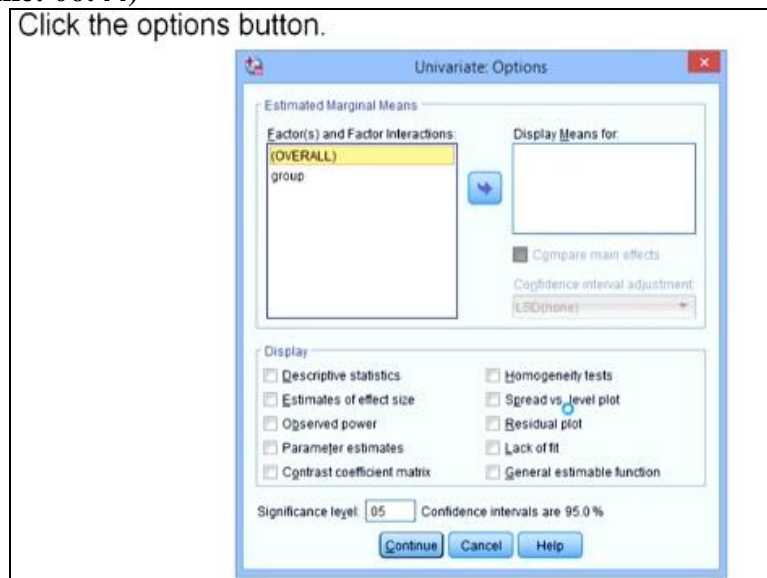 Click the options button.
Univariate: Options
Estimated Marginal Means
Factor(s) and Factor Interactions:
Display Means for:
(OVERALL)
group
Compare main effects
Confidence interval adjustment:
LSD(none)
Display
Descriptive statistics
Homogeneity tests
Estimates of effect size
Spread vs. level plot
Observed power
Residual plot
Parameter estimates
Lack of fit
Contrast coefficient matrix
General estimable function
Significance level: .05 Confidence intervals are 95.0 %
Continue Cancel Help